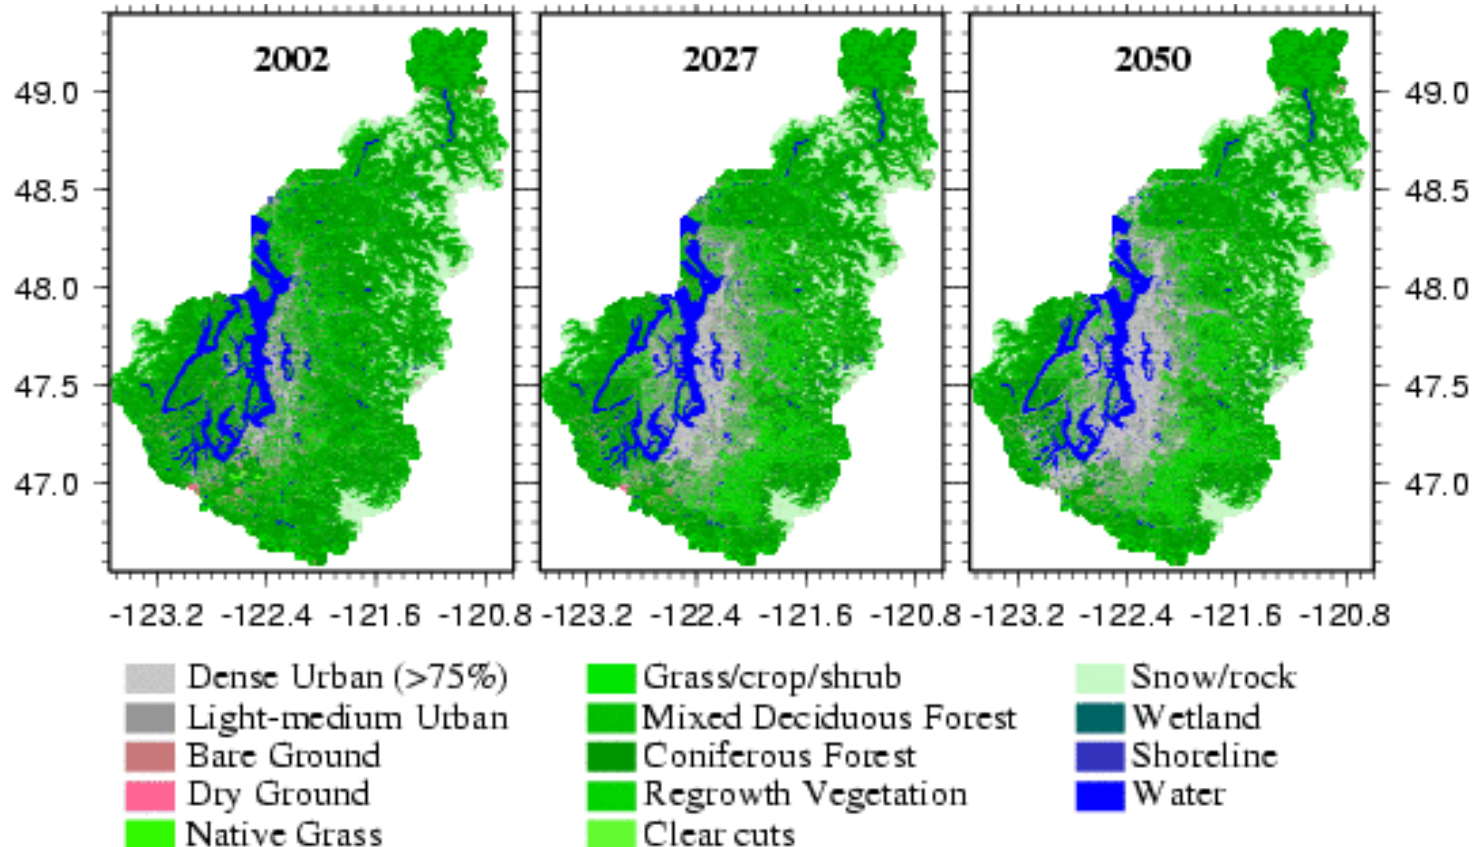 2002 2027 2050
49.0 49.0
48.5 48.5
48.0 48.0
47.5 47.5
47.0 47.0
-123.2 -122.4 -121.6 -120.8 -123.2 -122.4 -121.6 -120.8 -123.2 -122.4 -121.6 -120.8
Dense Urban (>75%) Grass/crop/shrub Snow/rock
Light-medium Urban Mixed Deciduous Forest Wetland
Bare Ground Coniferous Forest Shoreline
Dry Ground Regrowth Vegetation Water
Native Grass Clear cuts